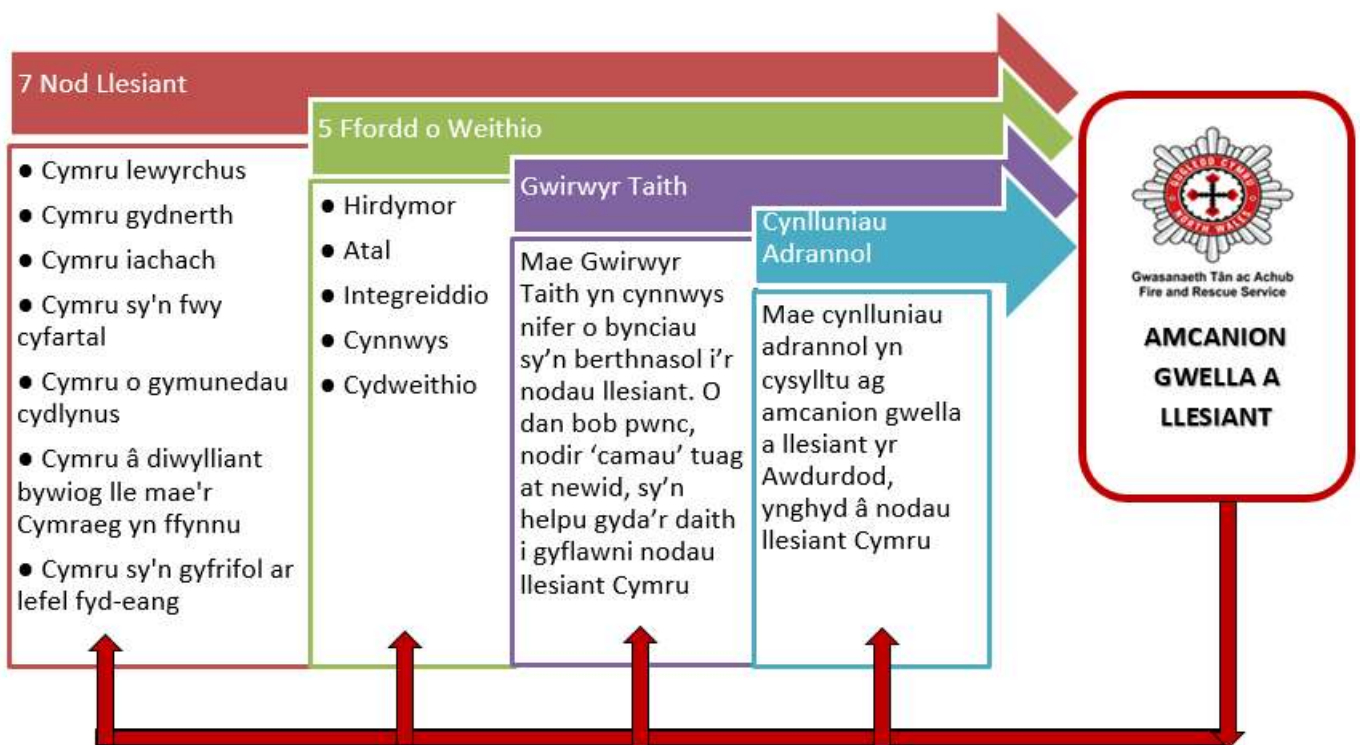 7 Nod Llesiant
● Cymru lewyrchus
● Cymru gydnerth
● Cymru iachach
● Cymru sy'n fwy
cyfartal
● Cymru o gymunedau
cydlynus
● Cymru â diwylliant
bywiog lle mae'r
Cymraeg yn ffynnu
● Cymru sy'n gyfrifol ar
lefel fyd-eang
5 Ffordd o Weithio
● Hirdymor
● Atal
● Integreiddio
● Cynnwys
● Cydweithio
Gwirwyr Taith
Mae Gwirwyr
Taith yn cynnwys
nifer o bynciau
sy’n berthnasol i’r
nodau llesiant. O
dan bob pwnc,
nodir ‘camau’ tuag
at newid, sy’n
helpu gyda’r daith
i gyflawni nodau
llesiant Cymru
Cynlluniau
Adrannol
Mae cynlluniau
adrannol yn
cysylltu ag
amcanion gwella
a llesiant yr
Awdurdod,
ynghyd â nodau
llesiant Cymru
GOGLEDD CYMRU
NORTH WALES
Gwasanaeth Tân ac Achub
Fire and Rescue Service
AMCANION
GWELLA A
LLESIANT